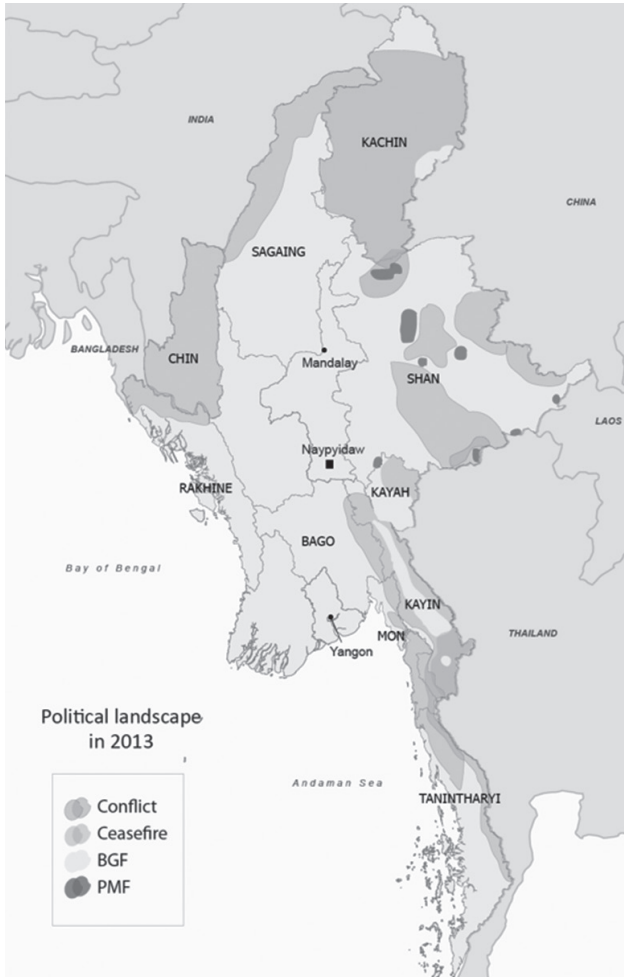 INDIA
KACHIN
CHINA
SAGAING
BANGLADESH
CHIN
Mandalay
SHAN
LAOS
Naypyidaw
RAKHINE
KAYAH
BAGO
Bay of Bengal
KAYIN
THAILAND
MON
Yangon
Political landscape
in 2013
Andaman Sea
TANINTHARYI
Conflict
Ceasefire
BGF
PMF